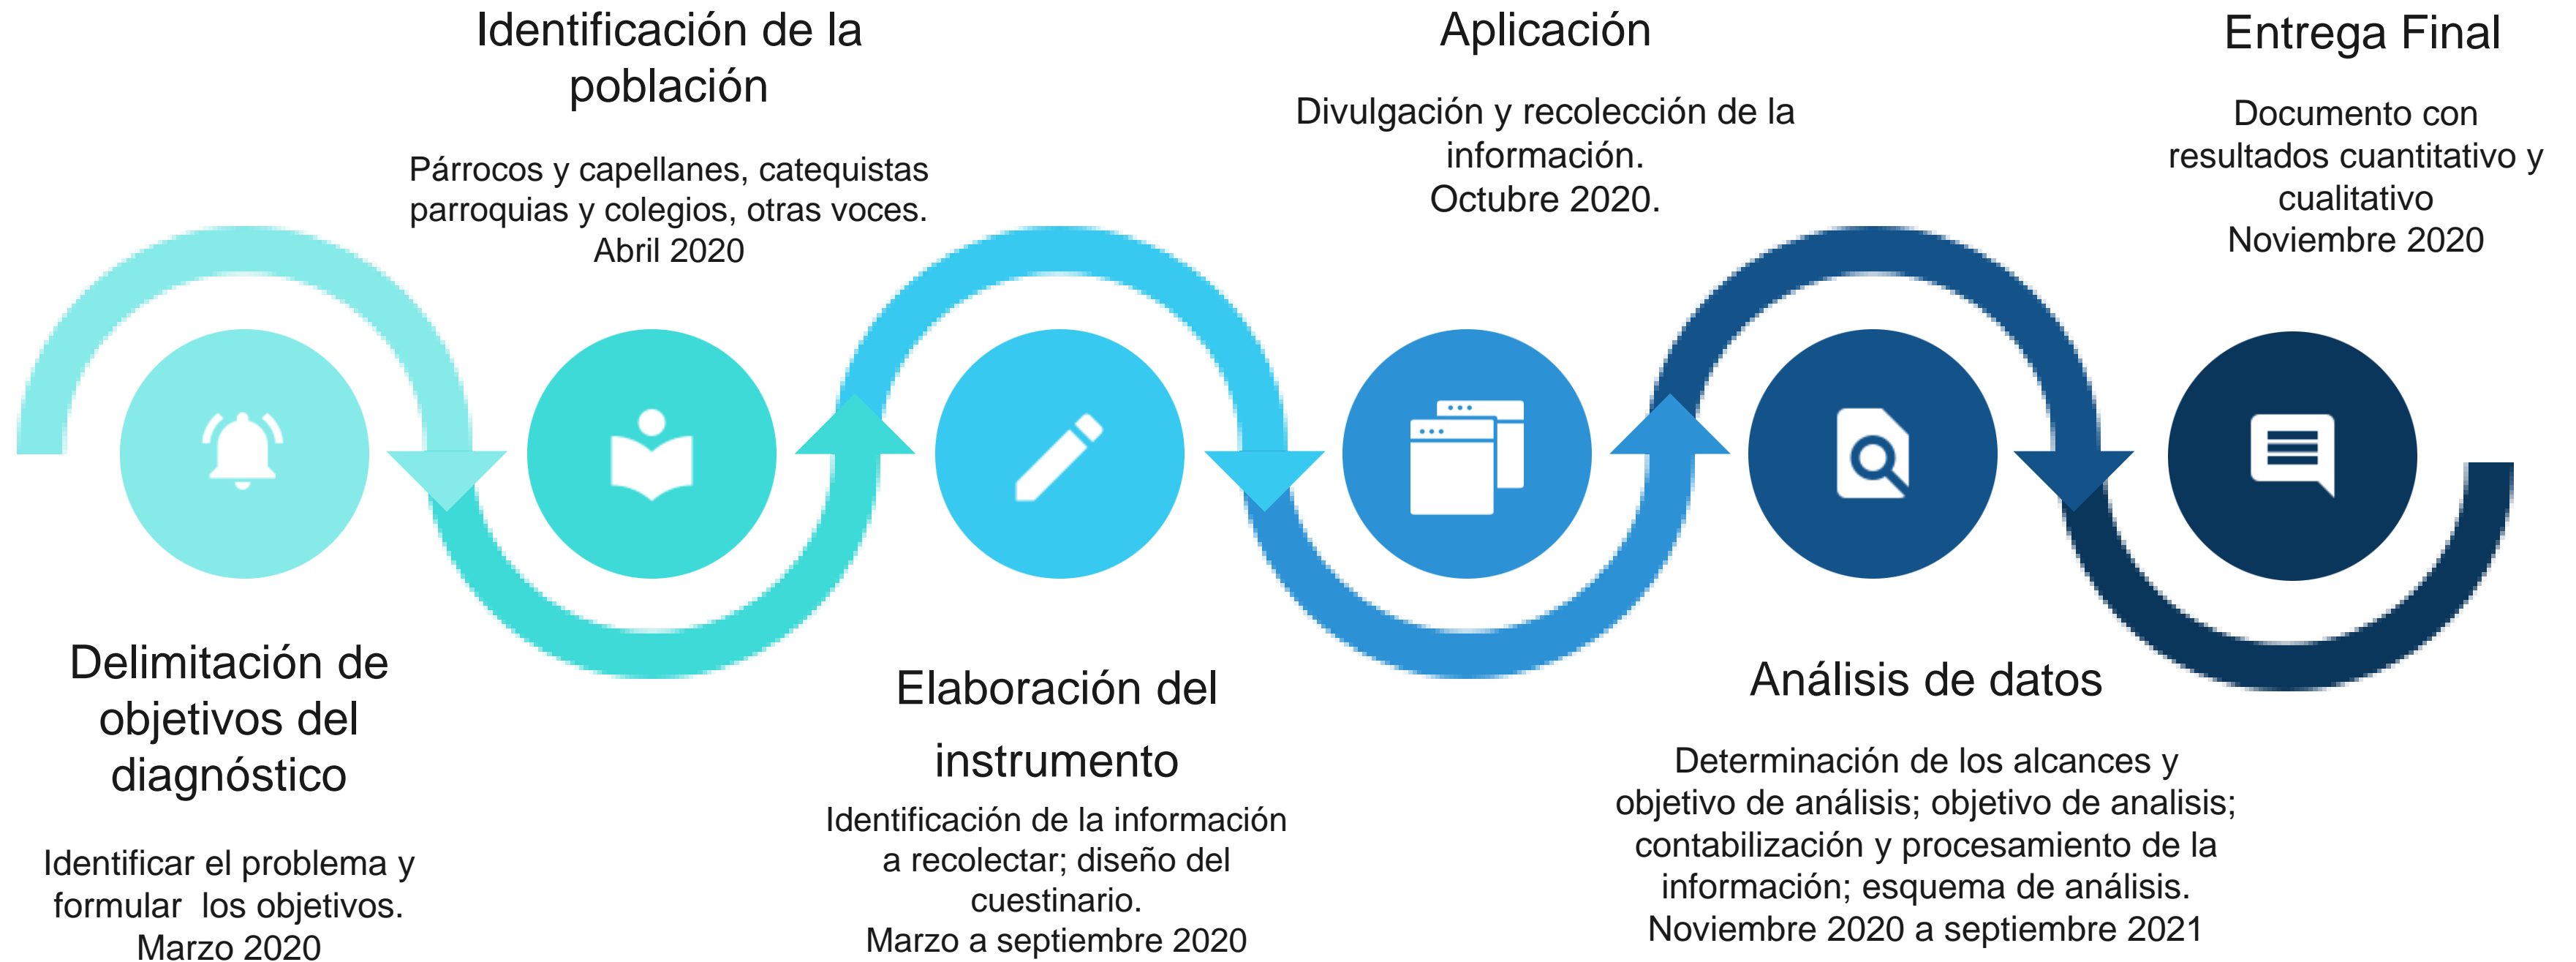 Delimitación de
objetivos del
diagnóstico
Identificar el problema y
formular  los objetivos.
Marzo 2020
Identificación de la
población
Párrocos y capellanes, catequistas
parroquias y colegios, otras voces.
Abril 2020
Elaboración del
instrumento
Identificación de la información
a recolectar; diseño del
cuestinario.
Marzo a septiembre 2020
Aplicación
Divulgación y recolección de la
información.
Octubre 2020.
Análisis de datos
Determinación de los alcances y
objetivo de análisis; objetivo de analisis;
contabilización y procesamiento de la
información; esquema de análisis.
Noviembre 2020 a septiembre 2021
Entrega Final
Documento con
resultados cuantitativo y
cualitativo
Noviembre 2020